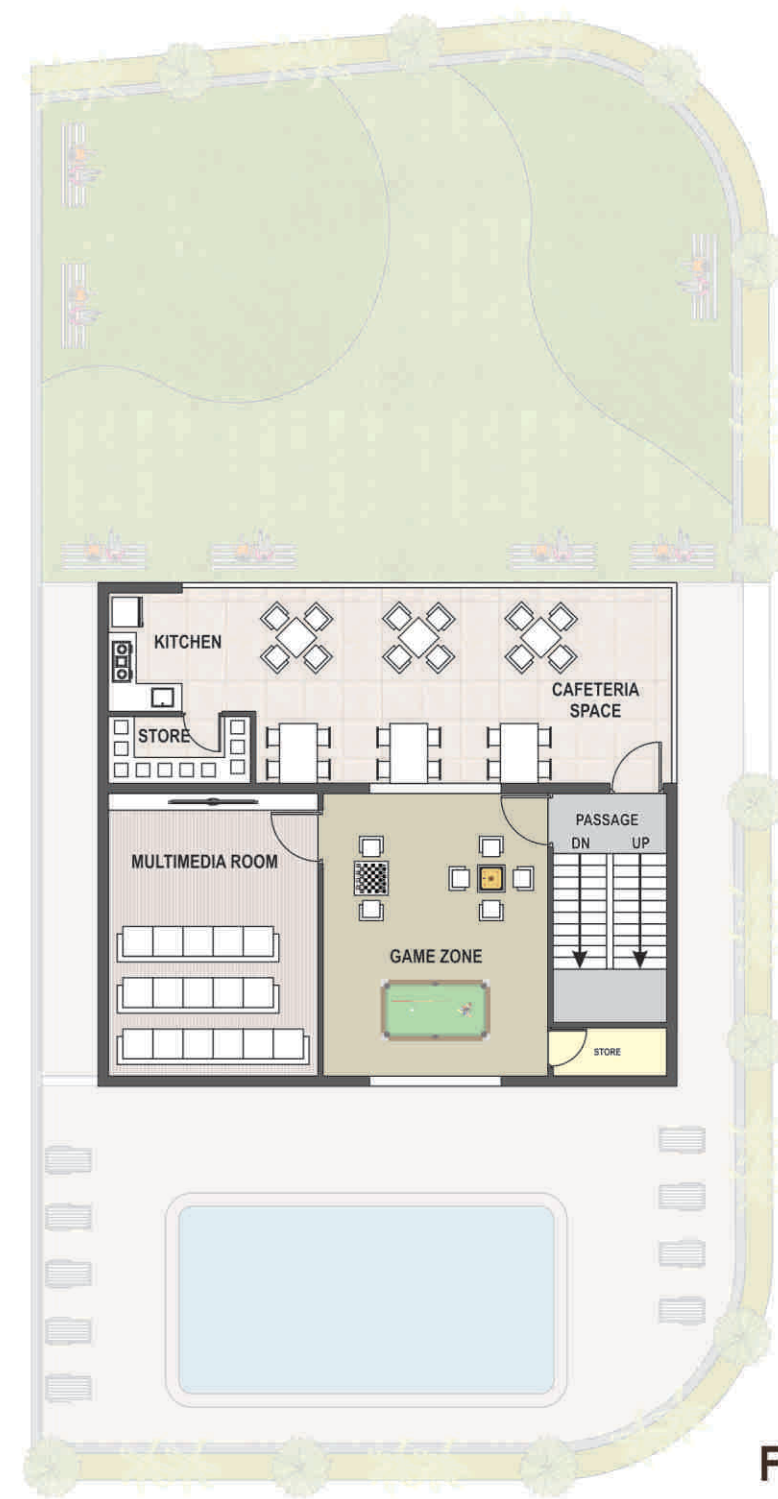 KITCHEN
CAFETERIA
SPACE
STORE
PASSAGE
DN UP
MULTIMEDIA ROOM
GAME ZONE
STORE
F